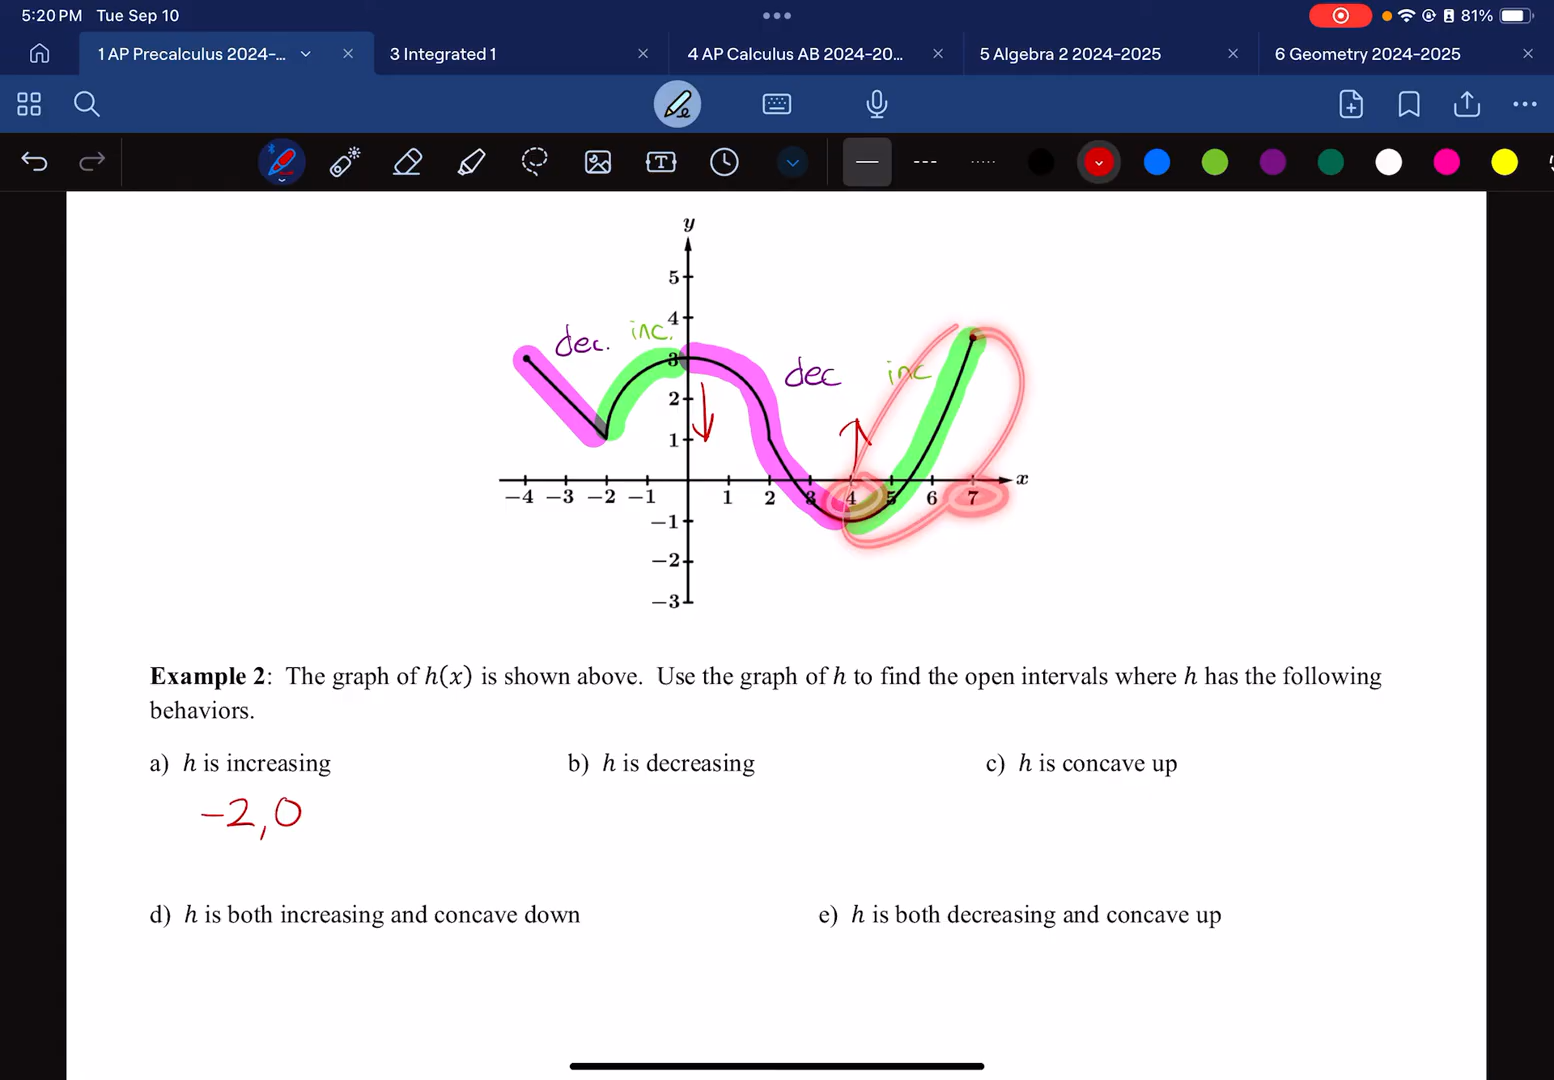 5:20 PM Tue Sep 10
81%
1 AP Precalculus 2024-...
3 Integrated 1
4 AP Calculus AB 2024-20...
5 Algebra 2 2024-2025
6 Geometry 2024-2025
T
y
5
4
3
2
1
-1
-2
-3
-4 -3 -2 -1 1 2 3 4 5 6 7 x
dec. inc. dec inc
Example 2: The graph of h(x) is shown above. Use the graph of h to find the open intervals where h has the following
behaviors.
a) h is increasing b) h is decreasing c) h is concave up
-2,0
d) h is both increasing and concave down e) h is both decreasing and concave up